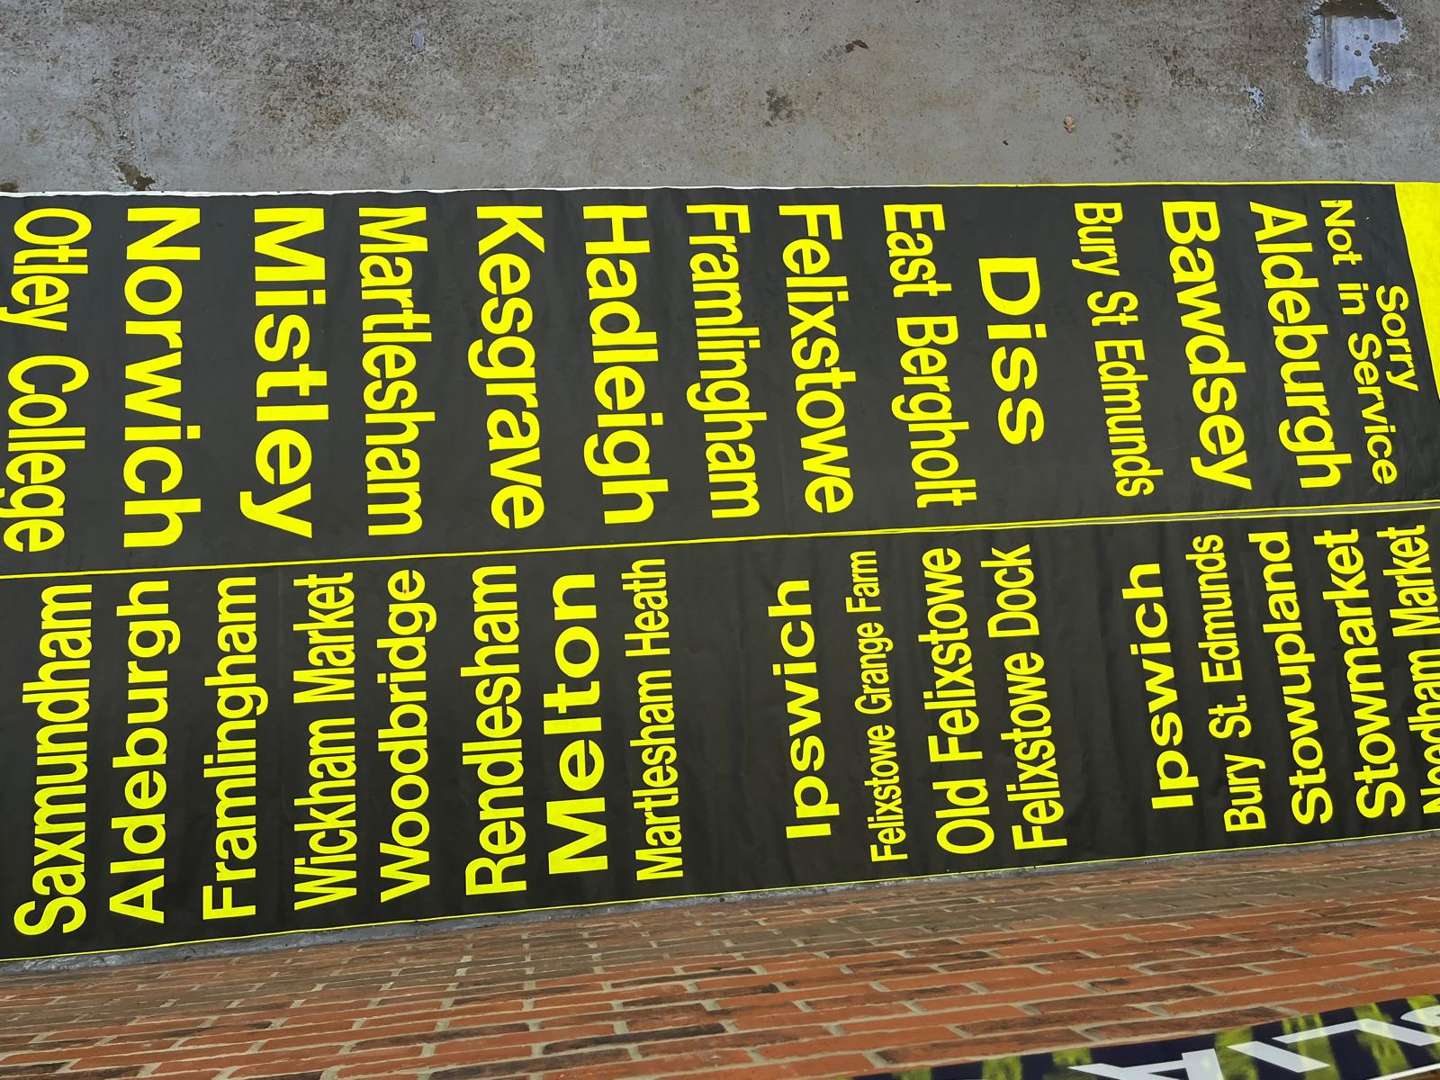 Sorry
Not in Service
Aldeburgh
Bawdsey
Bury St Edmunds
Diss
East Bergholt
Felixstowe
Framlingham
Hadleigh
Kesgrave
Martlesham
Mistley
Norwich
Otley College
Saxmundham
Aldeburgh
Framlingham
Wickham Market
Woodbridge
Rendlesham
Melton
Martlesham Heath
Ipswich
Felixstowe Grange Farm
Old Felixstowe
Felixstowe Dock
Ipswich
Bury St. Edmunds
Stowupland
Stowmarket
Needham Market